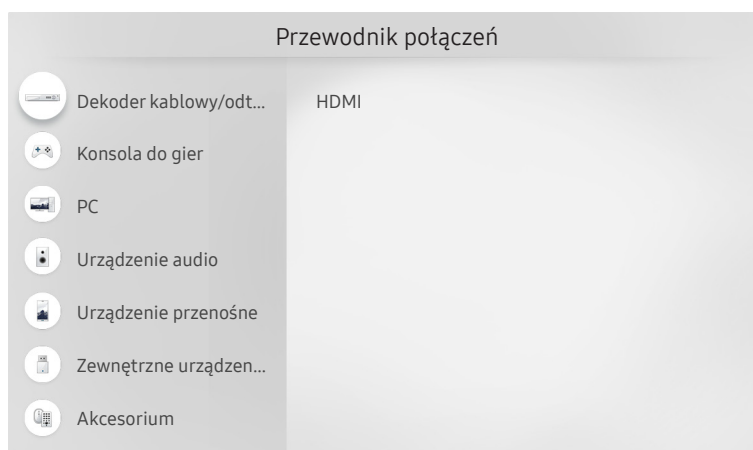 Przewodnik połączeń
Dekoder kablowy/odt...
HDMI
Konsola do gier
PC
Urządzenie audio
Urządzenie przenośne
Zewnętrzne urządzen...
Akcesorium